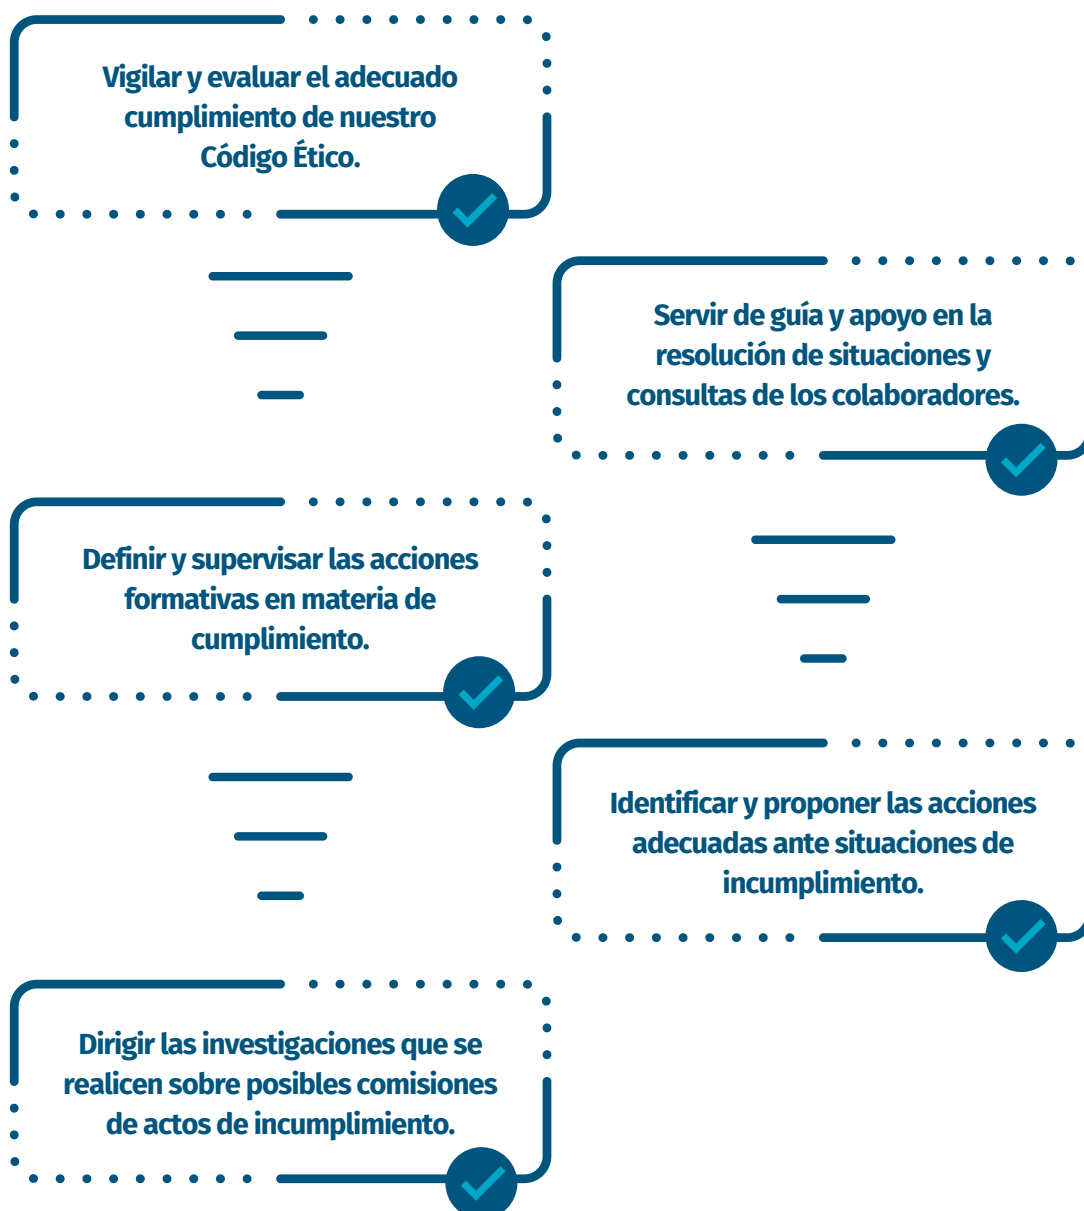 Vigilar y evaluar el adecuado
cumplimiento de nuestro
Código Ético.
Servir de guía y apoyo en la
resolución de situaciones y
consultas de los colaboradores.
Definir y supervisar las acciones
formativas en materia de
cumplimiento.
Identificar y proponer las acciones
adecuadas ante situaciones de
incumplimiento.
Dirigir las investigaciones que se
realicen sobre posibles comisiones
de actos de incumplimiento.